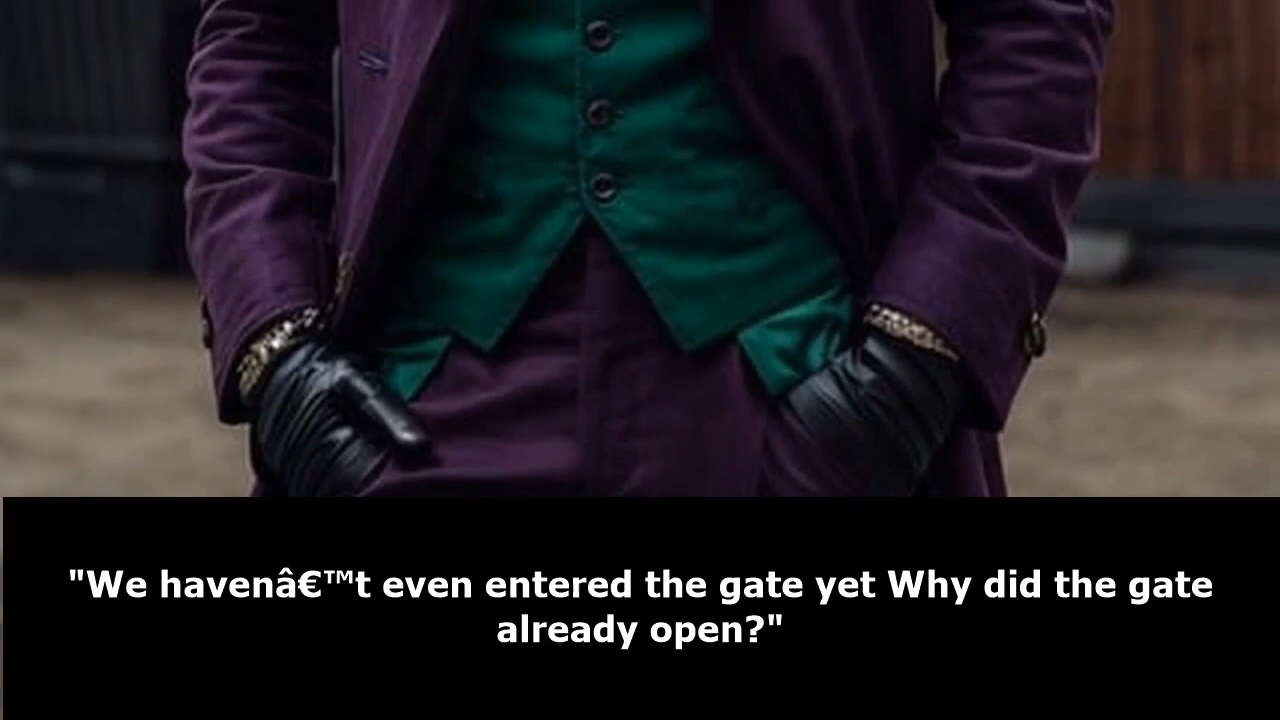 "We havenâ€™t even entered the gate yet Why did the gate
already open?"